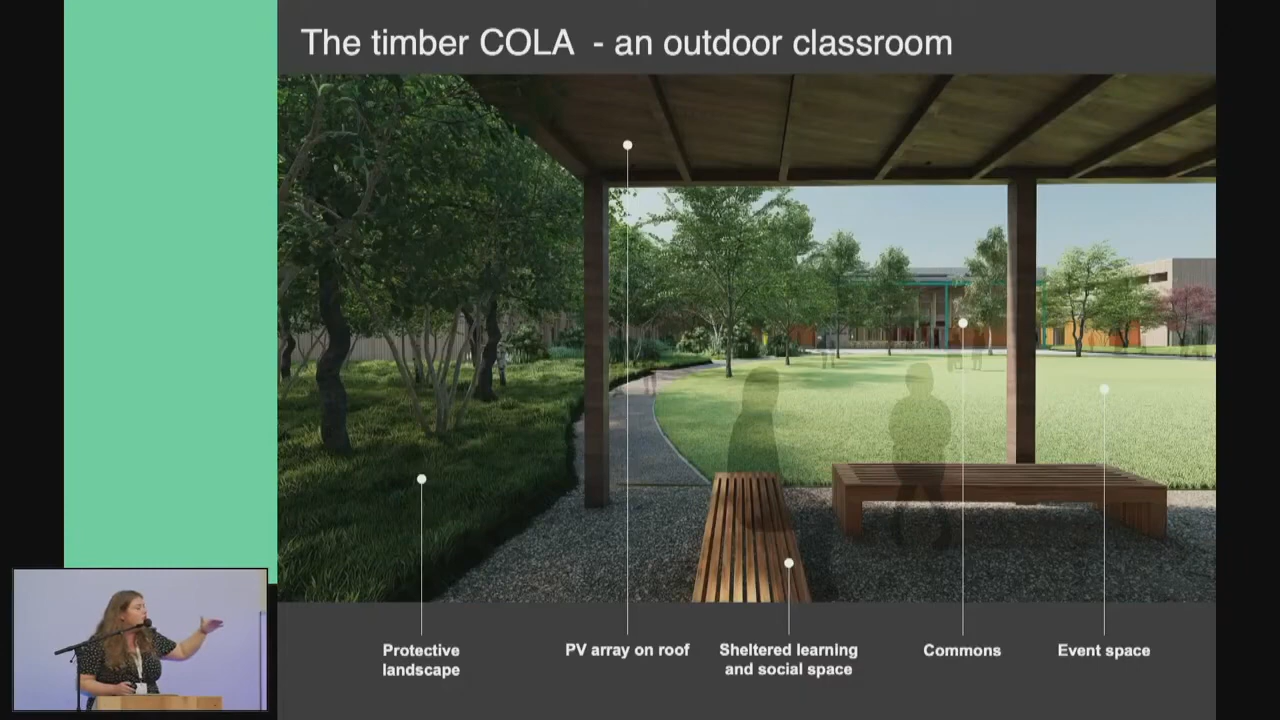 The timber COLA - an outdoor classroom
Protective
landscape
PV array on roof
Sheltered learning
and social space
Commons
Event space